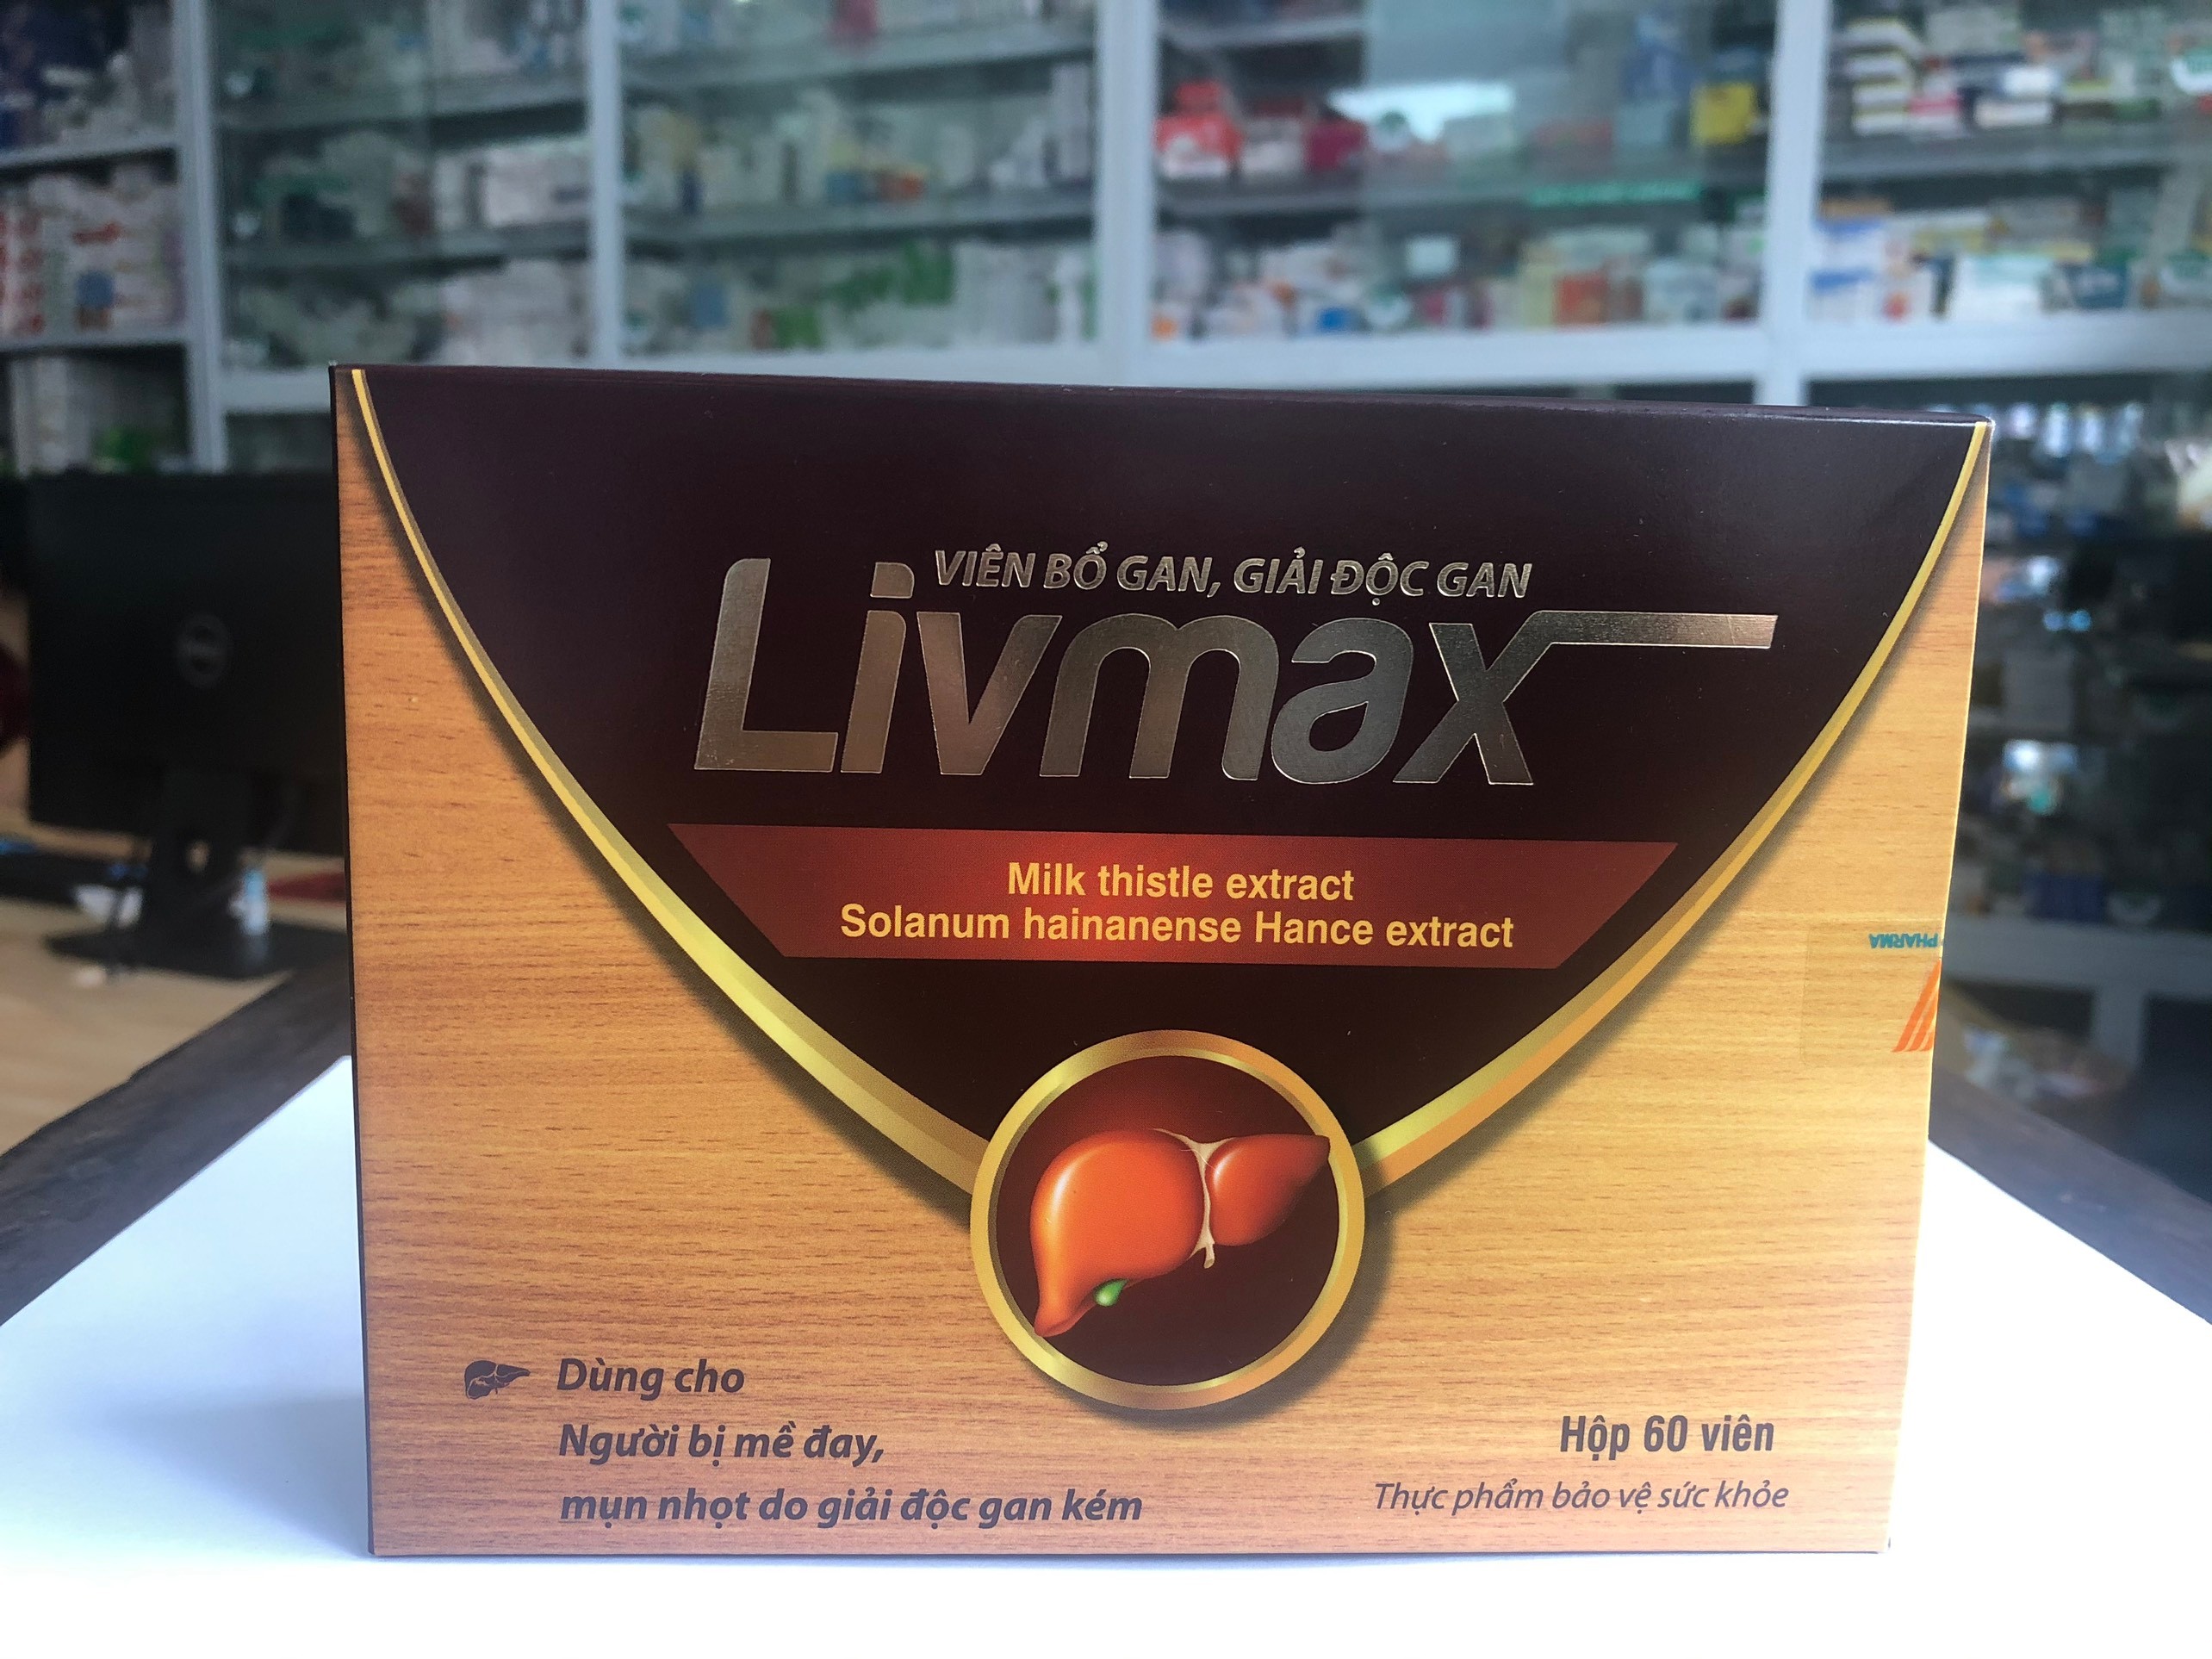 VIÊN BỔ GAN, GIẢI ĐỘC GAN
Livmax
Milk thistle extract
Solanum hainanense Hance extract
PHARMA
Dùng cho
Người bị mề đay,
mụn nhọt do giải độc gan kém
Hộp 60 viên
Thực phẩm bảo vệ sức khỏe